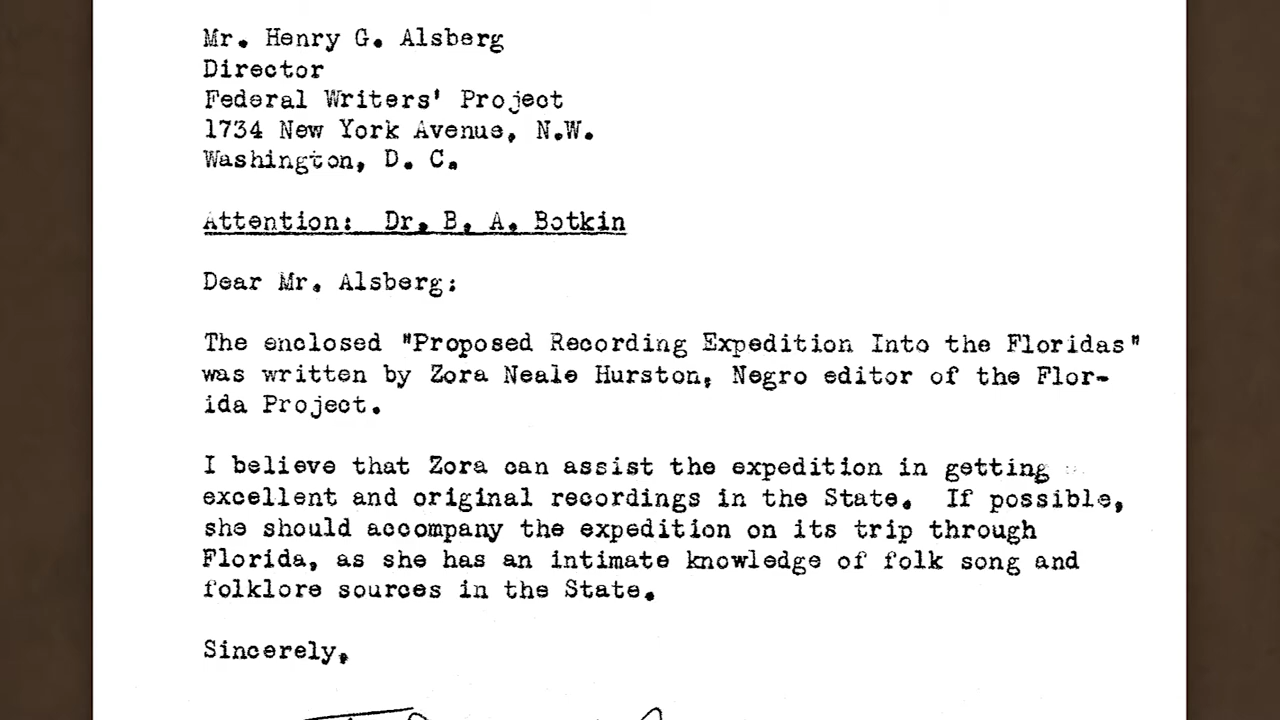 Mr. Henry G. Alsberg
Director
Federal Writers' Project
1734 New York Avenue, N.W.
Washington, D. C.
Attention: Dr. B. A. Botkin
Dear Mr. Alsberg:
The enclosed "Proposed Recording Expedition Into the Floridas"
was written by Zora Neale Hurston, Negro editor of the Flor-
ida Project.
I believe that Zora can assist the expedition in getting
excellent and original recordings in the State. If possible,
she should accompany the expedition on its trip through
Florida, as she has an intimate knowledge of folk song and
folklore sources in the State.
Sincerely,